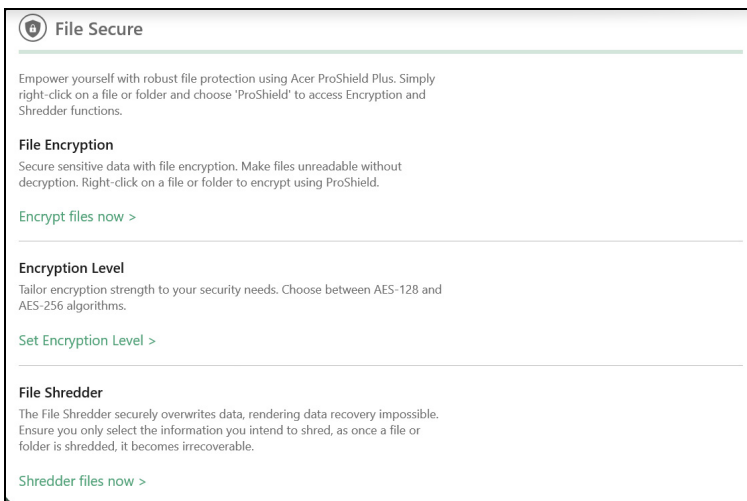 File Secure
Empower yourself with robust file protection using Acer ProShield Plus. Simply
right-click on a file or folder and choose 'ProShield' to access Encryption and
Shredder functions.
File Encryption
Secure sensitive data with file encryption. Make files unreadable without
decryption. Right-click on a file or folder to encrypt using ProShield.
Encrypt files now >
Encryption Level
Tailor encryption strength to your security needs. Choose between AES-128 and
AES-256 algorithms.
Set Encryption Level >
File Shredder
The File Shredder securely overwrites data, rendering data recovery impossible.
Ensure you only select the information you intend to shred, as once a file or
folder is shredded, it becomes irrecoverable.
Shredder files now >